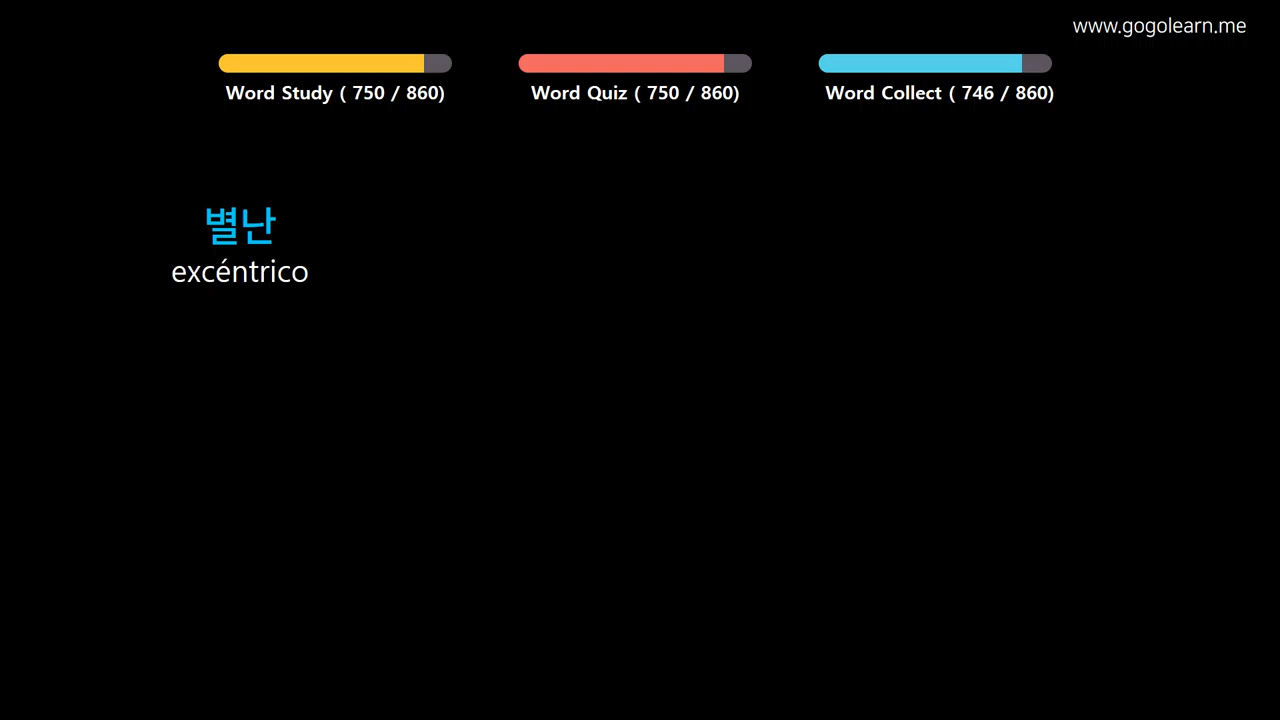 www.gogolearn.me
Word Study ( 750 / 860)
Word Quiz ( 750 / 860)
Word Collect ( 746 / 860)
별난
excéntrico